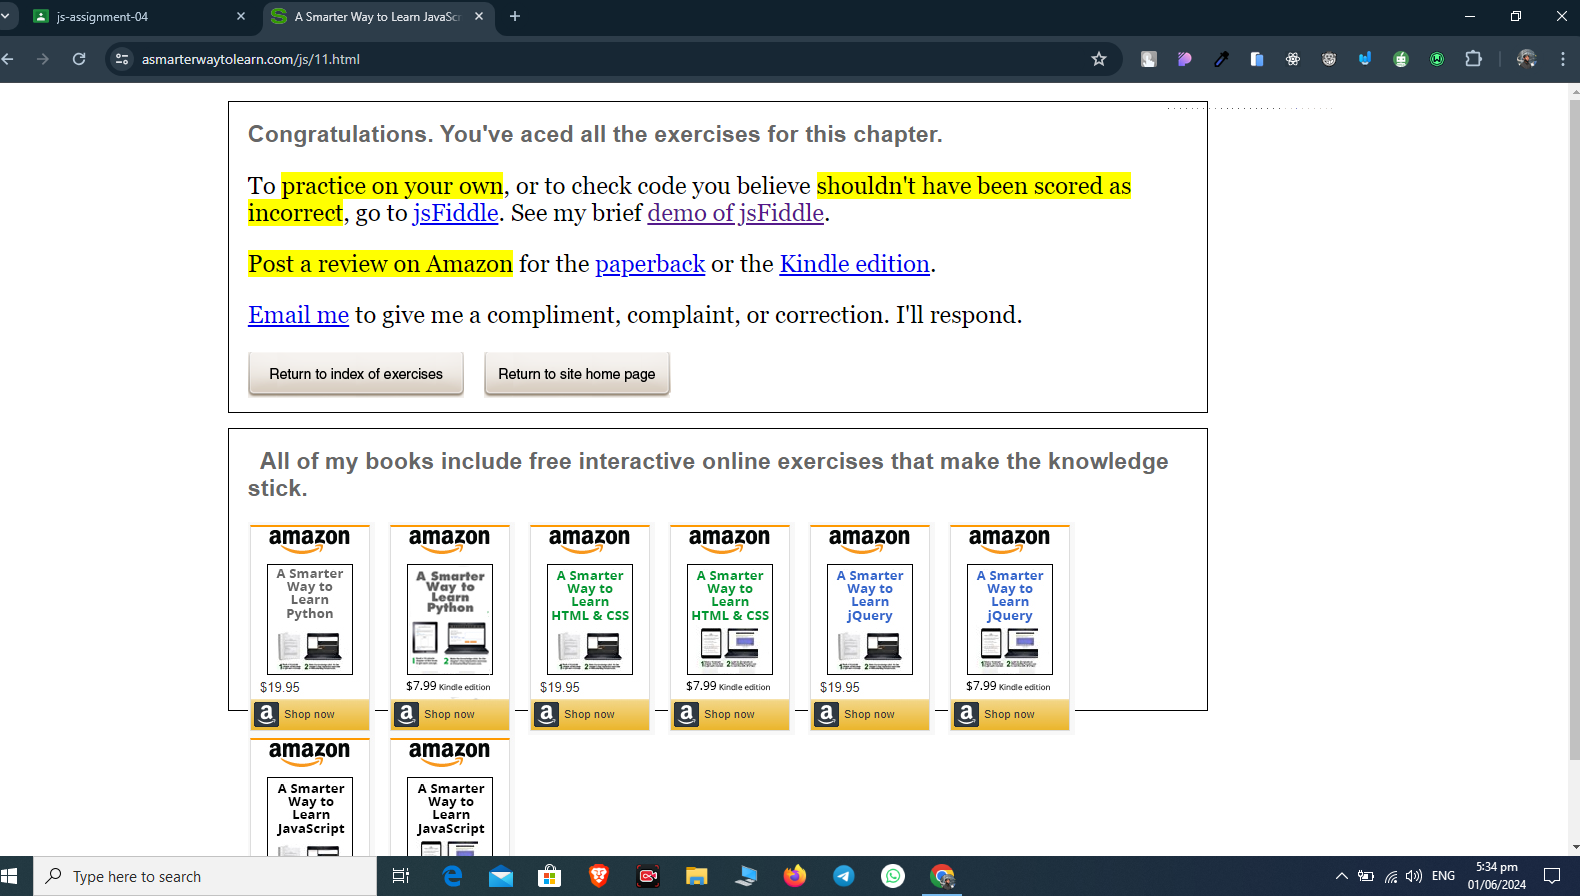 js-assignment-04
A Smarter Way to Learn JavaScr
asmarterwaytolearn.com/js/11.html
Congratulations. You've aced all the exercises for this chapter.
To practice on your own, or to check code you believe shouldn't have been scored as
incorrect, go to jsFiddle. See my brief demo of jsFiddle.
Post a review on Amazon for the paperback or the Kindle edition.
Email me to give me a compliment, complaint, or correction. I'll respond.
Return to index of exercises
Return to site home page
All of my books include free interactive online exercises that make the knowledge
stick.
amazon
A Smarter
Way to
Learn
Python
$19.95
Shop now
amazon
A Smarter
Way to
Learn
Python
$7.99 Kindle edition
Shop now
amazon
A Smarter
Way to
Learn
HTML & CSS
$19.95
Shop now
amazon
A Smarter
Way to
Learn
HTML & CSS
$7.99 Kindle edition
Shop now
amazon
A Smarter
Way to
Learn
jQuery
$19.95
Shop now
amazon
A Smarter
Way to
Learn
jQuery
$7.99 Kindle edition
Shop now
amazon
A Smarter
Way to
Learn
JavaScript
amazon
A Smarter
Way to
Learn
JavaScript
Type here to search
ENG
5:34 pm
01/06/2024